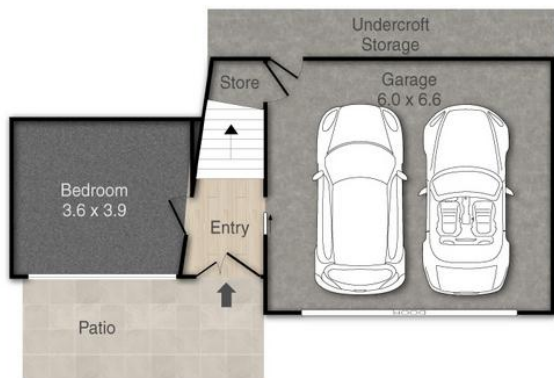 Undercroft
Storage
Store
Garage
6.0 x 6.6
Bedroom
3.6 x 3.9
Entry
Patio